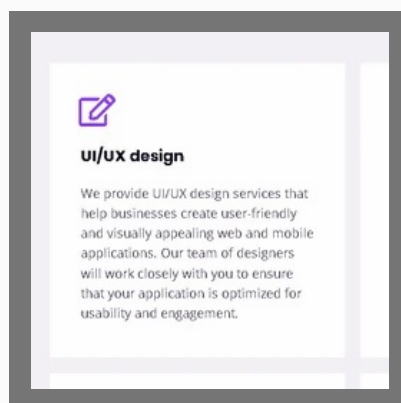 UI/UX design
We provide UI/UX design services that
help businesses create user-friendly
and visually appealing web and mobile
applications. Our team of designers
will work closely with you to ensure
that your application is optimized for
usability and engagement.